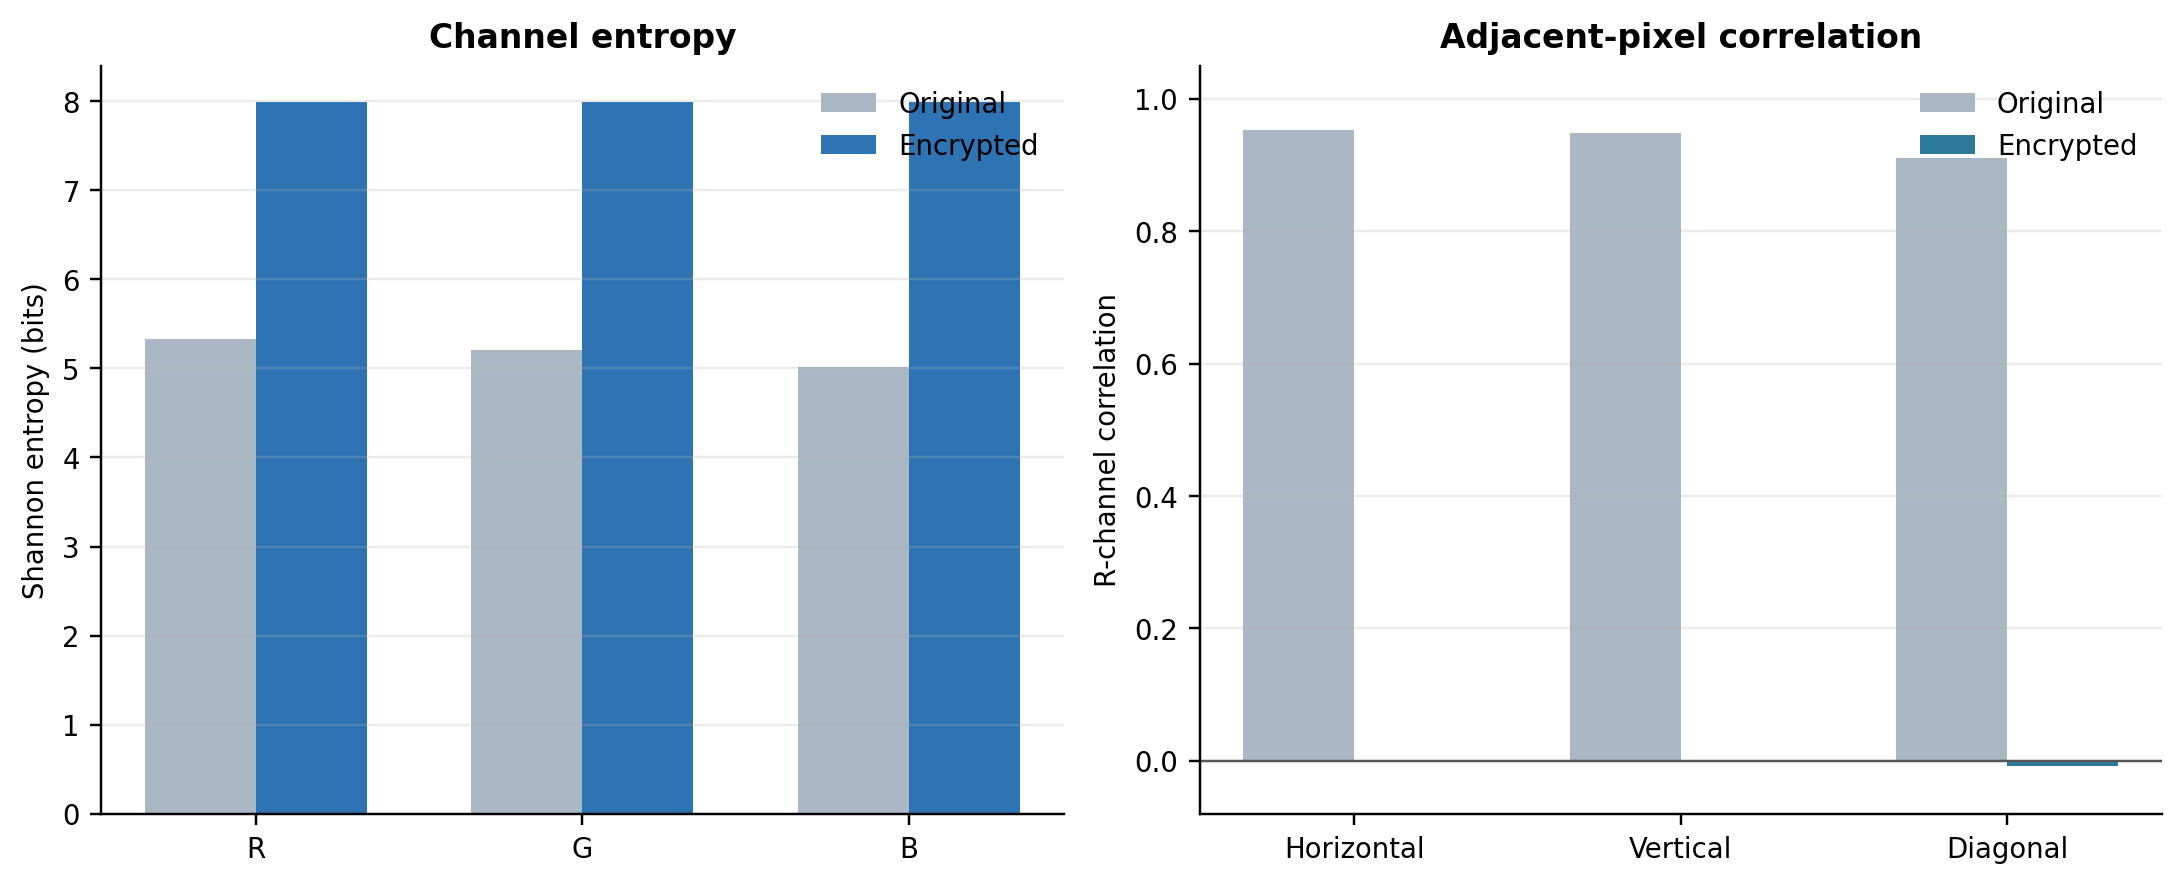 Channel entropy
Shannon entropy (bits)
8
7
6
5
4
3
2
1
0
R
G
B
Original
Encrypted
Adjacent-pixel correlation
R-channel correlation
1.0
0.8
0.6
0.4
0.2
0.0
Horizontal
Vertical
Diagonal
Original
Encrypted